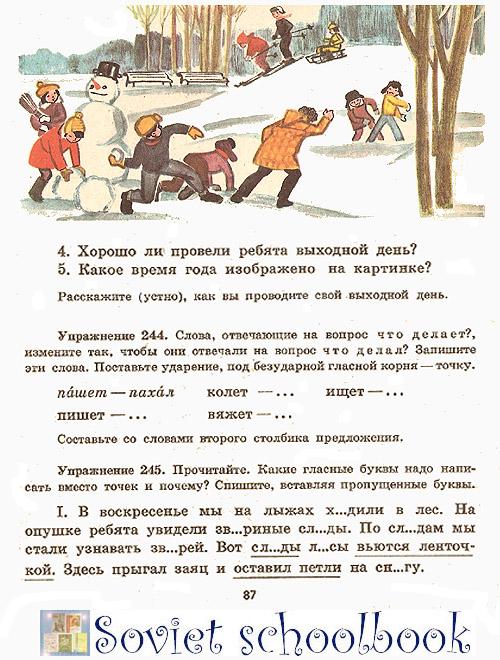 4. Хорошо ли провели ребята выходной день?
5. Какое время года изображено на картинке?
Расскажите (устно), как вы проводите свой выходной день.
Упражнение 244. Слова, отвечающие на вопрос что делает?,
измените так, чтобы они отвечали на вопрос что делал? Запишите
эти слова. Поставьте ударение, под безударной гласной корня — точку.
па́шет — паха́л колет — ... ищет — ...
пишет — ... вяжет — ...
Составьте со словами второго столбика предложения.
Упражнение 245. Прочитайте. Какие гласные буквы надо напи-
сать вместо точек и почему? Спишите, вставляя пропущенные буквы.
I. В воскресенье мы на лыжах х...дили в лес. На
опушке ребята увидели зв...риные сл...ды. По сл...дам мы
стали узнавать зв...рей. Вот сл...ды л...сы вьются ленточ-
кой. Здесь прыгал заяц и оставил петли на сн...гу.
87
Soviet schoolbook